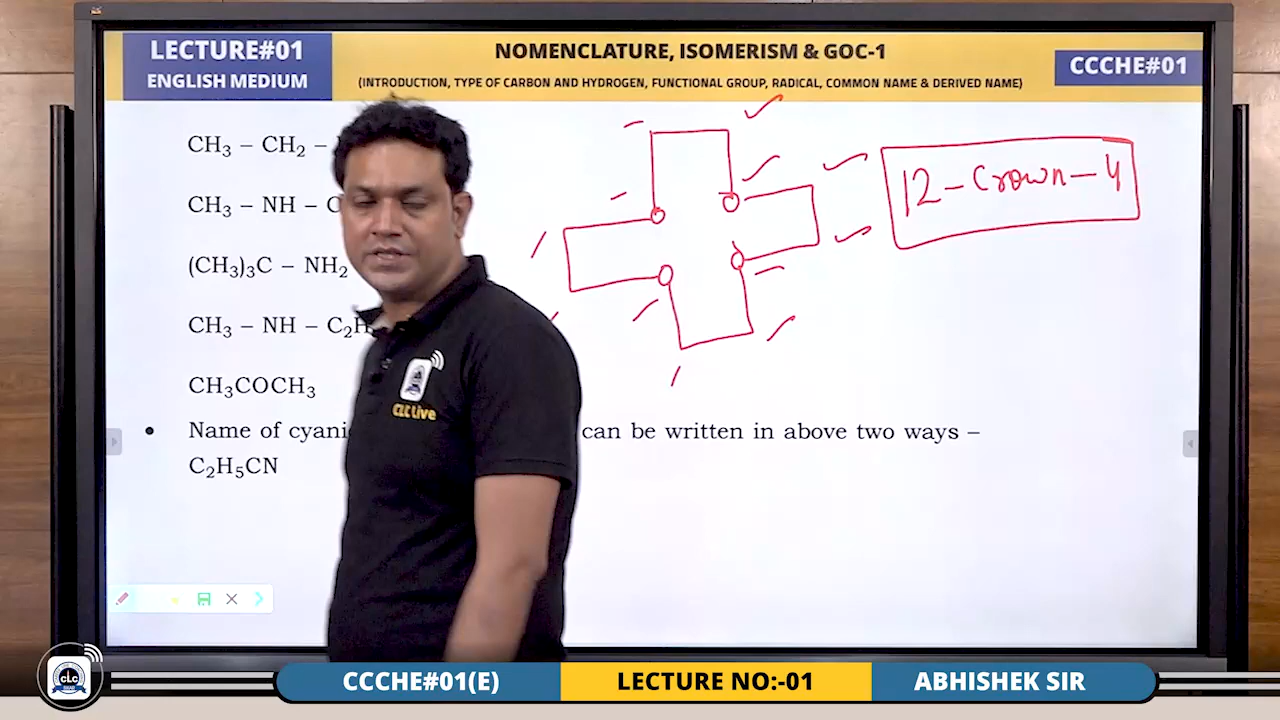 LECTURE#01
ENGLISH MEDIUM
NOMENCLATURE, ISOMERISM & GOC-1
(INTRODUCTION, TYPE OF CARBON AND HYDROGEN, FUNCTIONAL GROUP, RADICAL, COMMON NAME & DERIVED NAME)
CCCHE#01
CH₃ – CH₂ –
CH₃ – NH –
(CH₃)₃C – NH₂
CH₃ – NH – C₂H
CH₃COCH₃
12-Crown-4
• Name of can be written in above two ways –
C₂H₅CN
CLC Live
CLC
CCCHE#01(E)
LECTURE NO:-01
ABHISHEK SIR